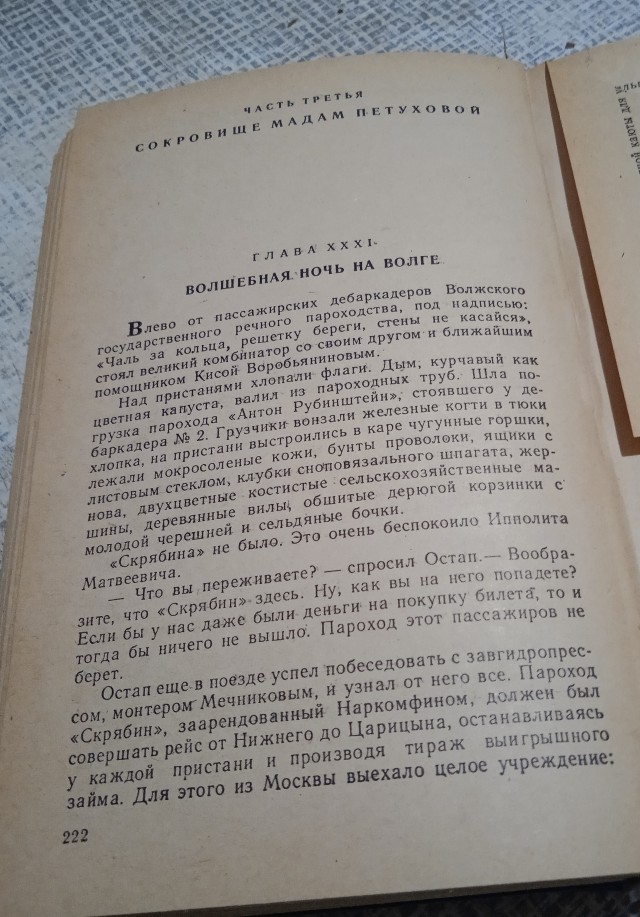 ЧАСТЬ ТРЕТЬЯ
СОКРОВИЩЕ МАДАМ ПЕТУХОВОЙ
ГЛАВА XXXI
ВОЛШЕБНАЯ НОЧЬ НА ВОЛГЕ
Влево от пассажирских дебаркадеров Волжского
государственного речного пароходства, под надписью:
«Чаль за кольца, решетку береги, стены не касайся»,
стоял великий комбинатор со своим другом и ближайшим
помощником Кисой Воробьяниновым.
Над пристанями хлопали флаги. Дым, курчавый как
цветная капуста, валил из пароходных труб. Шла по-
грузка парохода «Антон Рубинштейн», стоявшего у де-
баркадера № 2. Грузчики вонзали железные когти в тюки
хлопка, на пристани выстроились в каре чугунные горшки,
лежали мокросоленые кожи, бунты проволоки, ящики с
листовым стеклом, клубки сноповязального шпагата, жер-
нова, двухцветные костистые сельскохозяйственные ма-
шины, деревянные вилы, обшитые дерюгой корзинки с
молодой черешней и сельдяные бочки.
«Скрябина» не было. Это очень беспокоило Ипполита
Матвеевича.
— Что вы переживаете? — спросил Остап.— Вообра-
зите, что «Скрябин» здесь. Ну, как вы на него попадете?
Если бы у нас даже были деньги на покупку билета, то и
тогда бы ничего не вышло. Пароход этот пассажиров не
берет.
Остап еще в поезде успел побеседовать с завгидропрес-
сом, монтером Мечниковым, и узнал от него все. Пароход
«Скрябин», заарендованный Наркомфином, должен был
совершать рейс от Нижнего до Царицына, останавливаясь
у каждой пристани и производя тираж выигрышного
займа. Для этого из Москвы выехало целое учреждение:
222
каюты для